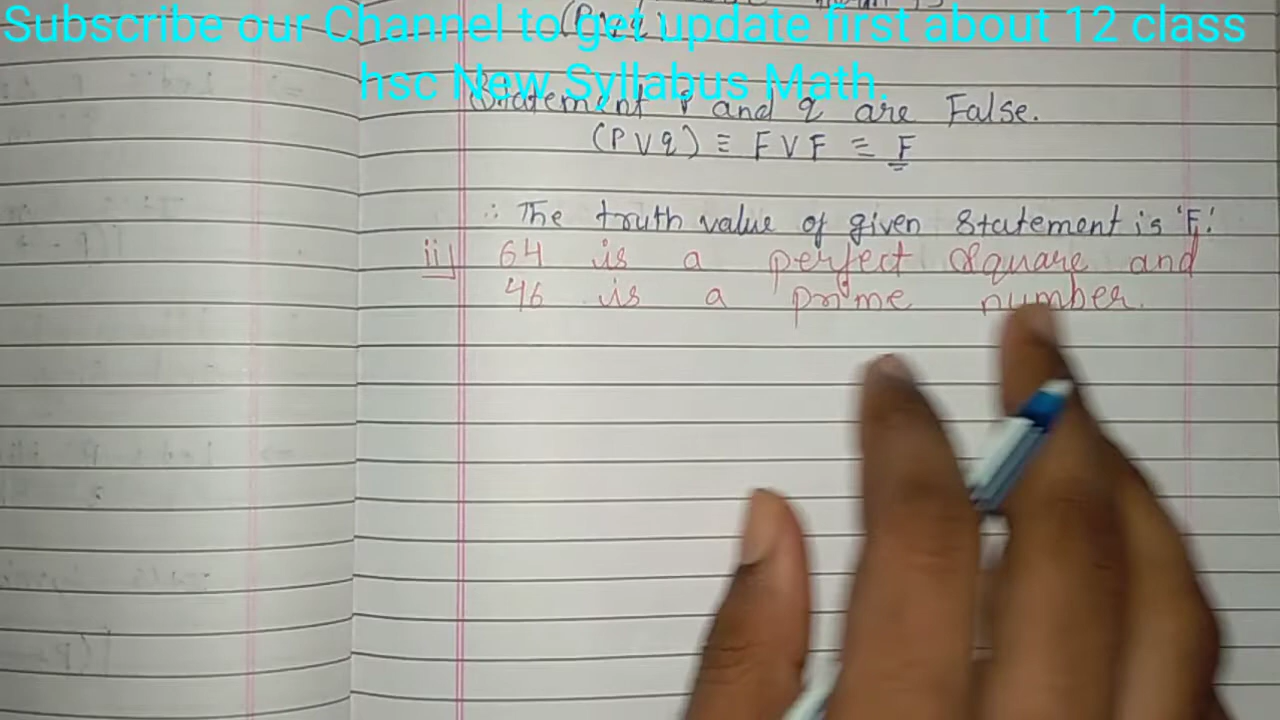 Subscribe our Channel to get update first about 12 class
hsc New Syllabus Math.
(P v q)
Statement P and q are False.
(P ∨ q) ≡ F ∨ F ≡ F
∴ The truth value of given Statement is 'F'.
ii) 64 is a perfect Square and
46 is a prime number.